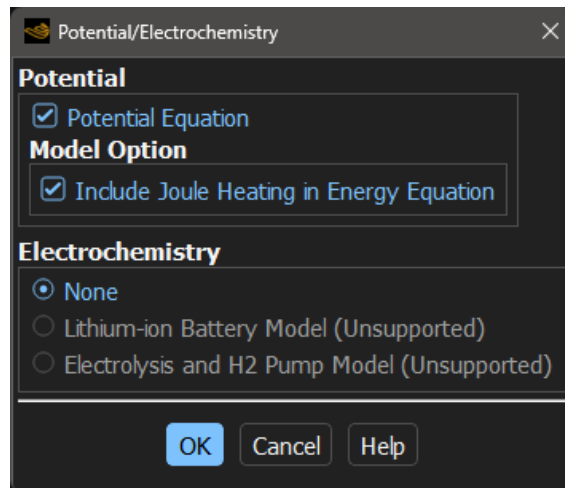 Potential/Electrochemistry
Potential
Potential Equation
Model Option
Include Joule Heating in Energy Equation
Electrochemistry
None
Lithium-ion Battery Model (Unsupported)
Electrolysis and H2 Pump Model (Unsupported)
OK Cancel Help